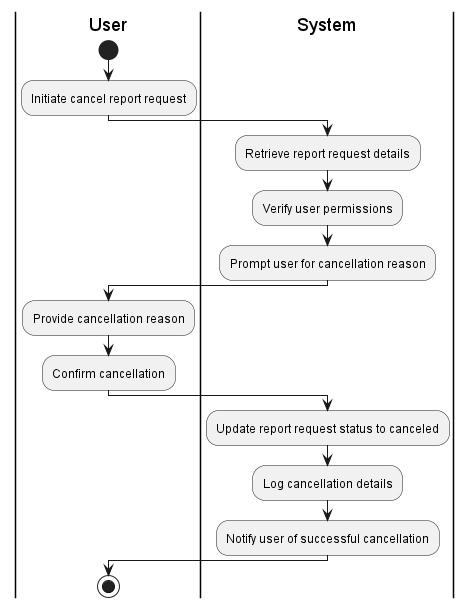 User
System
Initiate cancel report request
Retrieve report request details
Verify user permissions
Prompt user for cancellation reason
Provide cancellation reason
Confirm cancellation
Update report request status to canceled
Log cancellation details
Notify user of successful cancellation